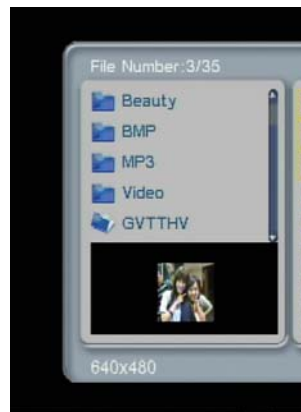 File Number:3/35
Beauty
BMP
MP3
Video
GVTTHV
640x480